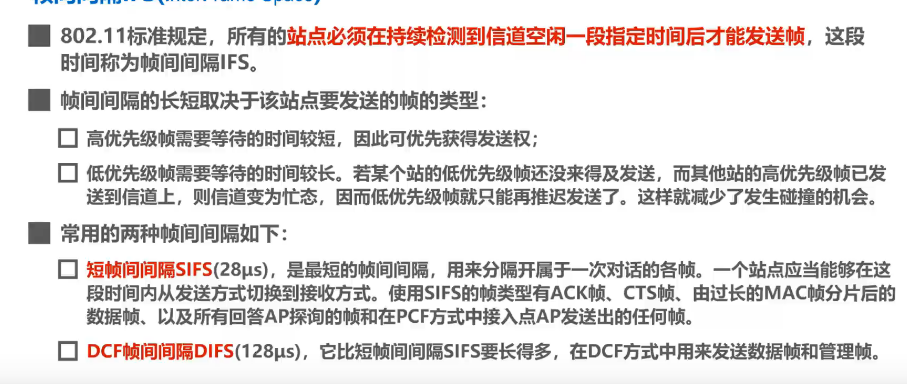 802.11标准规定，所有的站点必须在持续检测到信道空闲一段指定时间后才能发送帧，这段
时间称为帧间间隔IFS。
帧间间隔的长短取决于该站点要发送的帧的类型：
高优先级帧需要等待的时间较短，因此可优先获得发送权；
低优先级帧需要等待的时间较长。若某个站的低优先级帧还没来得及发送，而其他站的高优先级帧已发
送到信道上，则信道变为忙态，因而低优先级帧就只能再推迟发送了。这样就减少了发生碰撞的机会。
常用的两种帧间间隔如下：
短帧间间隔SIFS(28μs)，是最短的帧间间隔，用来分隔开属于一次对话的各帧。一个站点应当能够在这
段时间内从发送方式切换到接收方式。使用SIFS的帧类型有ACK帧、CTS帧、由过长的MAC帧分片后的
数据帧、以及所有回答AP探询的帧和在PCF方式中接入点AP发送出的任何帧。
DCF帧间间隔DIFS(128μs)，它比短帧间间隔SIFS要长得多，在DCF方式中用来发送数据帧和管理帧。